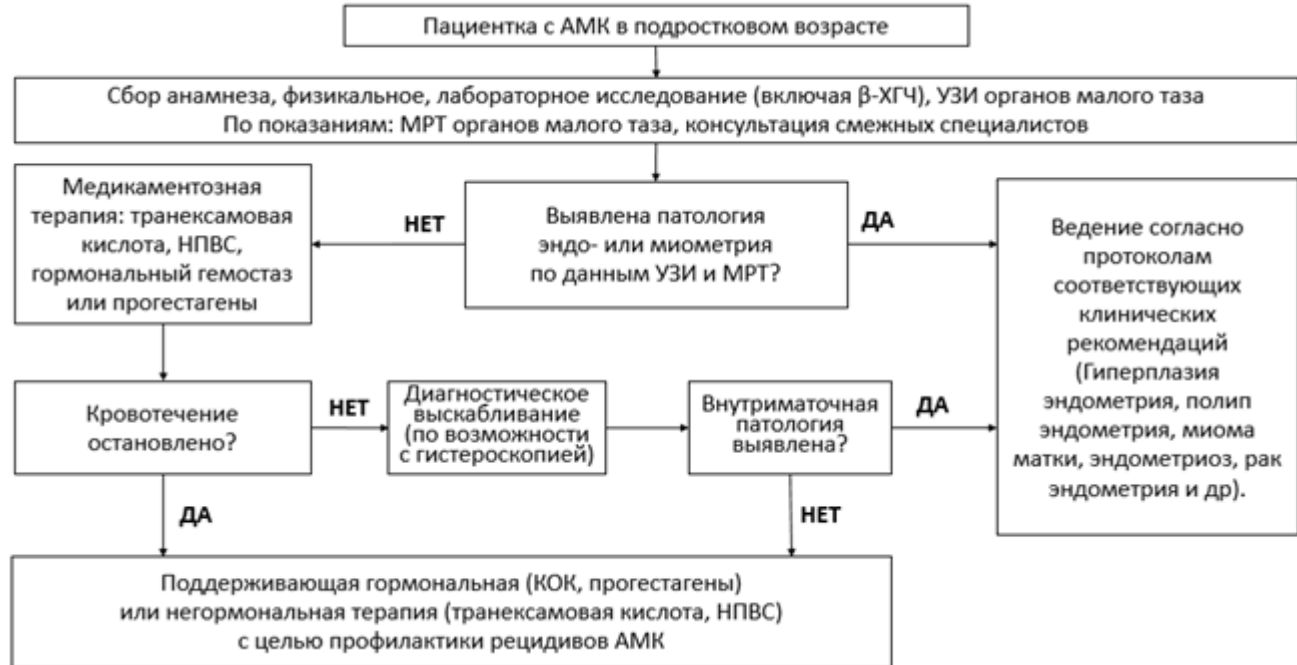 Пациентка с АМК в подростковом возрасте
Сбор анамнеза, физикальное, лабораторное исследование (включая β-ХГЧ), УЗИ органов малого таза
По показаниям: МРТ органов малого таза, консультация смежных специалистов
Медикаментозная
терапия: транексамовая
кислота, НПВС,
гормональный гемостаз
или прогестагены
НЕТ
Выявлена патология
эндо- или миометрия
по данным УЗИ и МРТ?
ДА
Ведение согласно
протоколам
соответствующих
клинических
рекомендаций
(Гиперплазия
эндометрия, полип
эндометрия, миома
матки, эндометриоз, рак
эндометрия и др).
Кровотечение
остановлено?
НЕТ
Диагностическое
выскабливание
(по возможности
с гистероскопией)
Внутриматочная
патология
выявлена?
ДА
ДА
НЕТ
Поддерживающая гормональная (КОК, прогестагены)
или негормональная терапия (транексамовая кислота, НПВС)
с целью профилактики рецидивов АМК